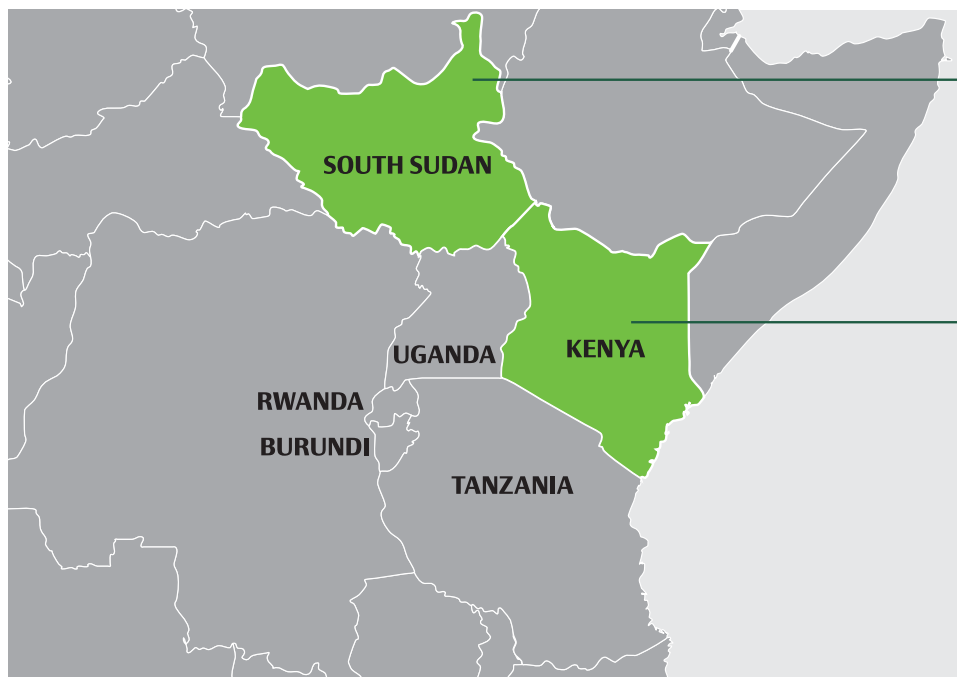 SOUTH SUDAN
UGANDA
KENYA
RWANDA
BURUNDI
TANZANIA